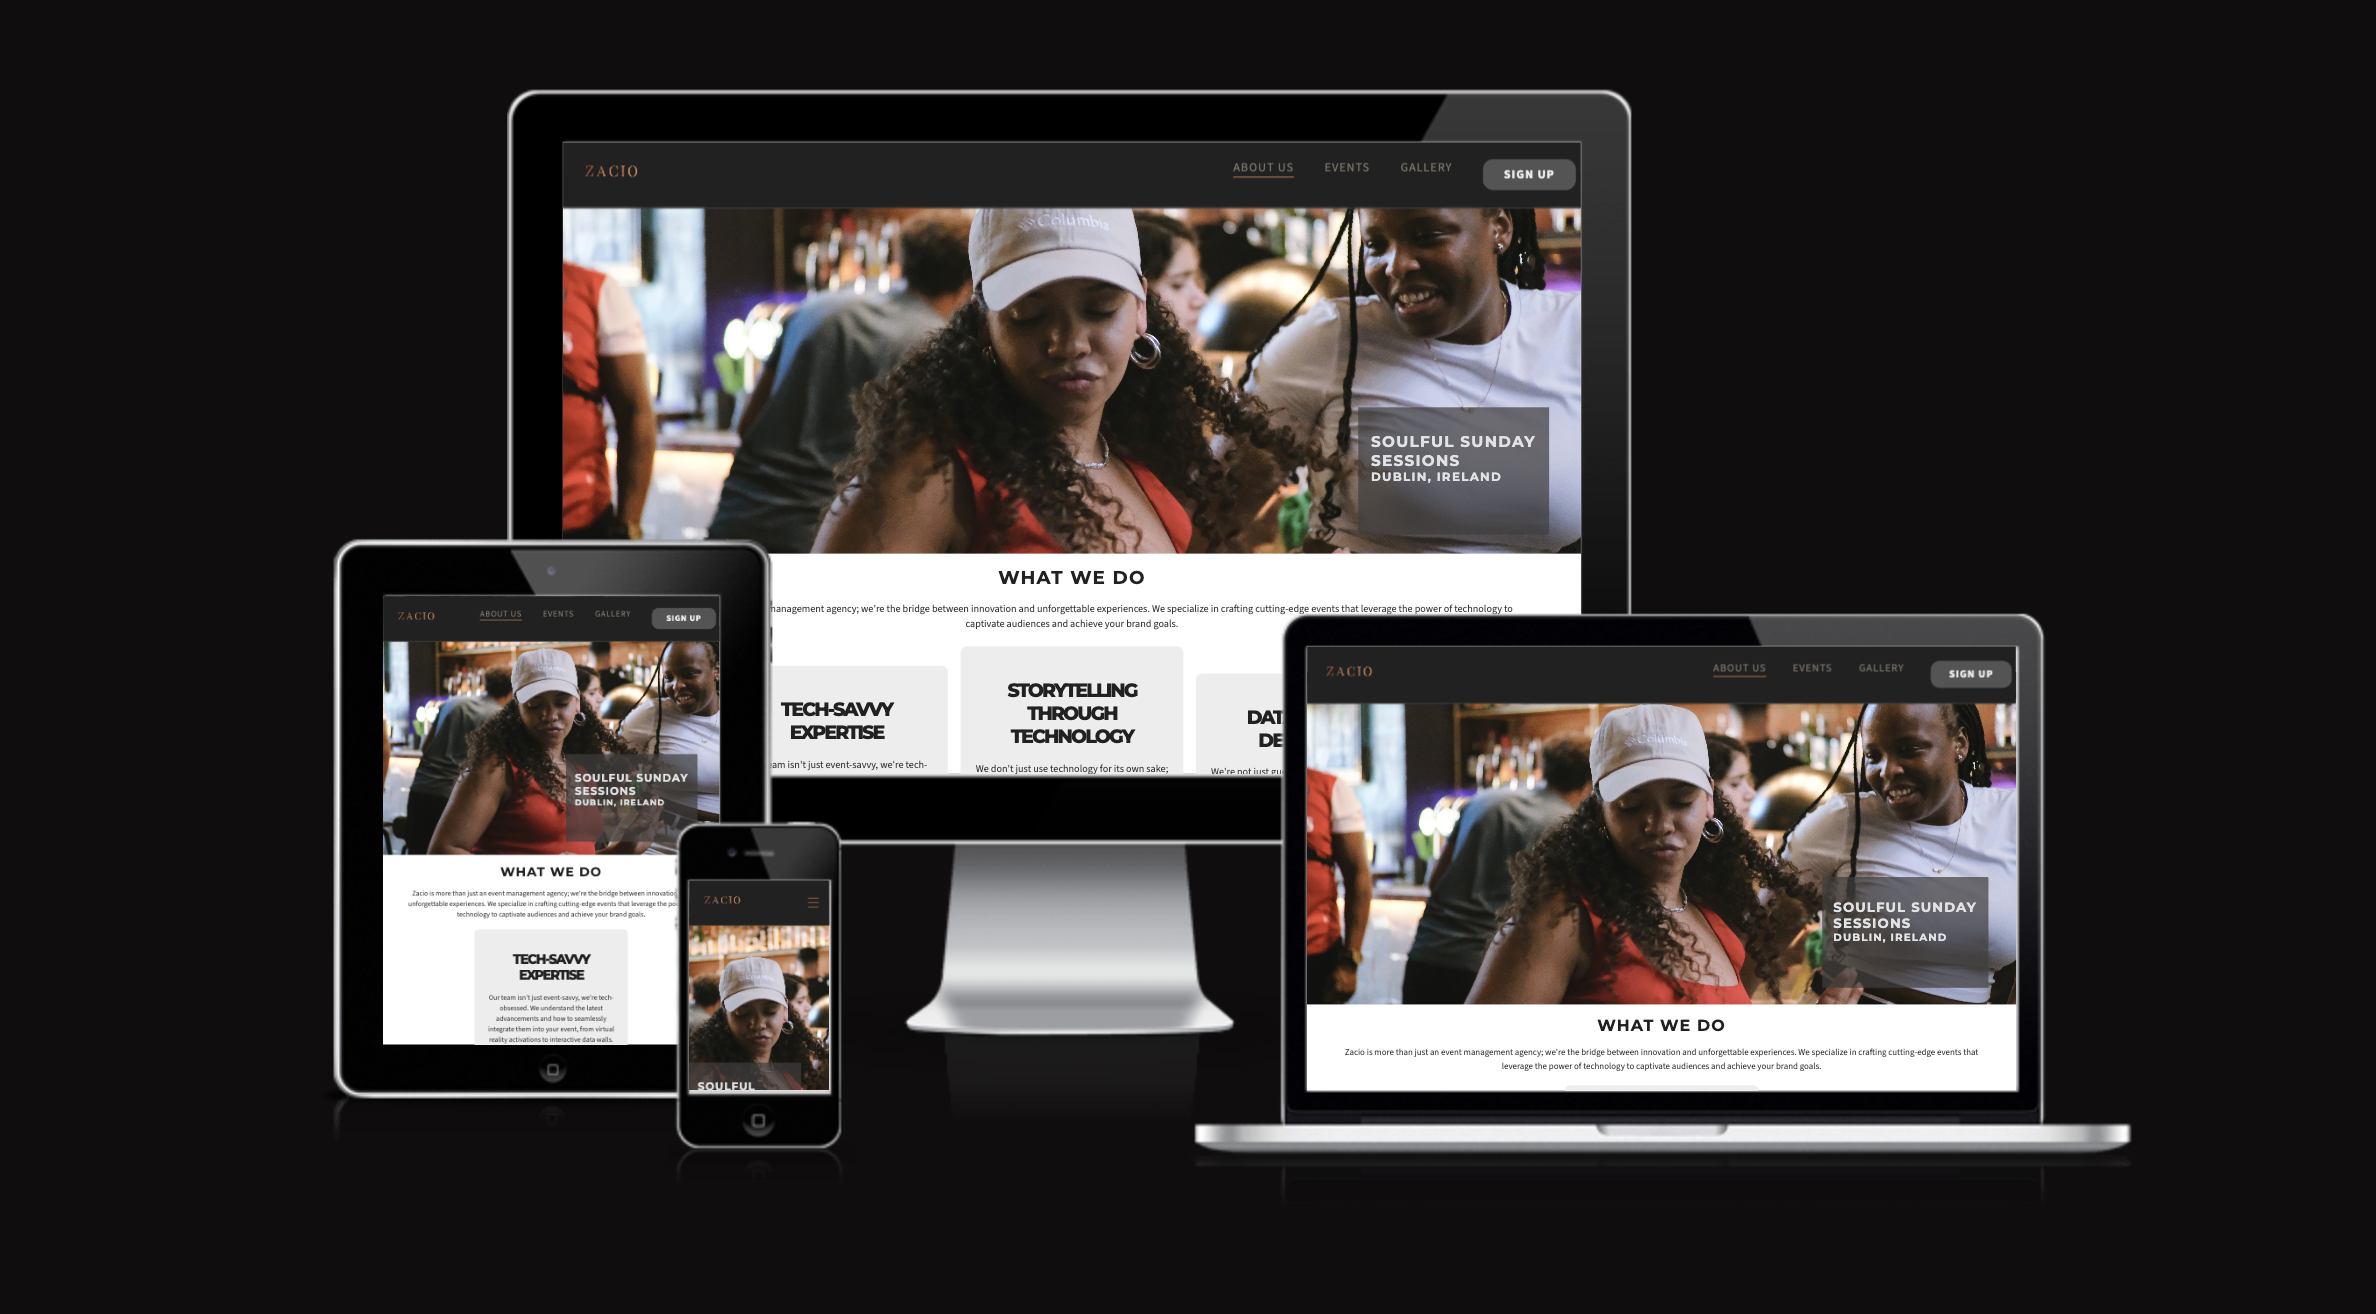 ZACIO
ABOUT US EVENTS GALLERY SIGN UP
Columbia
SOULFUL SUNDAY
SESSIONS
DUBLIN, IRELAND
WHAT WE DO
management agency; we're the bridge between innovation and unforgettable experiences. We specialize in crafting cutting-edge events that leverage the power of technology to
captivate audiences and achieve your brand goals.
TECH-SAVVY
EXPERTISE
eam isn't just event-savvy, we're tech-
STORYTELLING
THROUGH
TECHNOLOGY
We don't just use technology for its own sake;
DAT
DE
We're not just gu
ZACIO
ABOUT US EVENTS GALLERY SIGN UP
Columbia
SOULFUL SUNDAY
SESSIONS
DUBLIN, IRELAND
WHAT WE DO
Zacio is more than just an event management agency; we're the bridge between innovation
unforgettable experiences. We specialize in crafting cutting-edge events that leverage the po
technology to captivate audiences and achieve your brand goals.
TECH-SAVVY
EXPERTISE
Our team isn't just event-savvy, we're tech-
obsessed. We understand the latest
advancements and how to seamlessly
integrate them into your event, from virtual
reality activations to interactive data walls.
ZACIO
Columbia
SOULFUL
ZACIO
ABOUT US EVENTS GALLERY SIGN UP
Columbia
SOULFUL SUNDAY
SESSIONS
DUBLIN, IRELAND
WHAT WE DO
Zacio is more than just an event management agency; we're the bridge between innovation and unforgettable experiences. We specialize in crafting cutting-edge events that
leverage the power of technology to captivate audiences and achieve your brand goals.